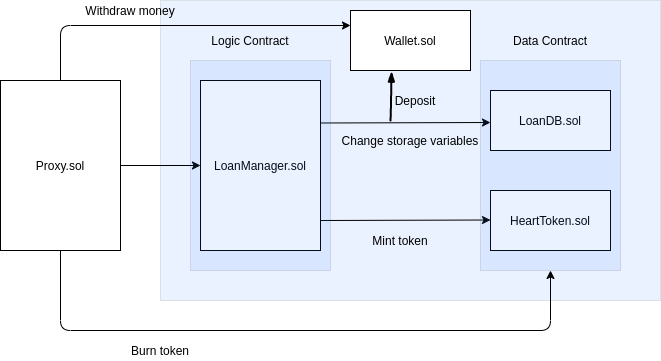 Withdraw money
Logic Contract
Wallet.sol
Data Contract
Deposit
LoanDB.sol
Change storage variables
Proxy.sol
LoanManager.sol
HeartToken.sol
Mint token
Burn token